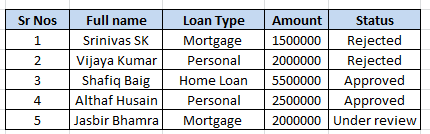 Sr Nos Full name Loan Type Amount Status
1 Srinivas SK Mortgage 1500000 Rejected
2 Vijaya Kumar Personal 2000000 Rejected
3 Shafiq Baig Home Loan 5500000 Approved
4 Althaf Husain Personal 2500000 Approved
5 Jasbir Bhamra Mortgage 2000000 Under review